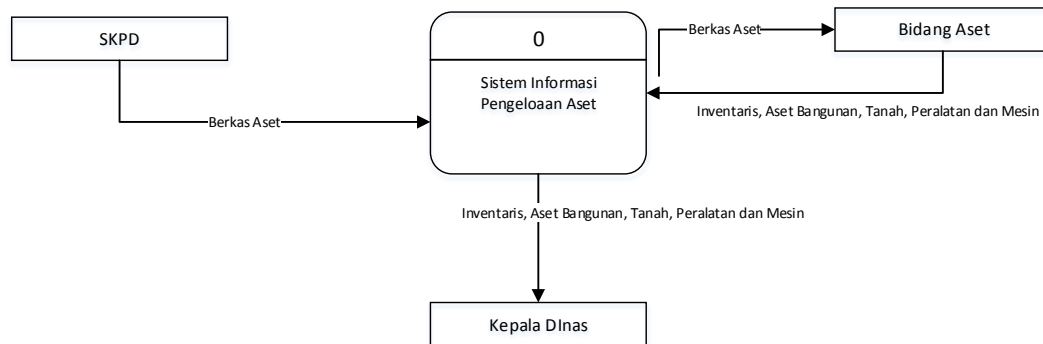 SKPD
0
Sistem Informasi
Pengeloaan Aset
Berkas Aset
Bidang Aset
Inventaris, Aset Bangunan, Tanah, Peralatan dan Mesin
Berkas Aset
Inventaris, Aset Bangunan, Tanah, Peralatan dan Mesin
Kepala DInas